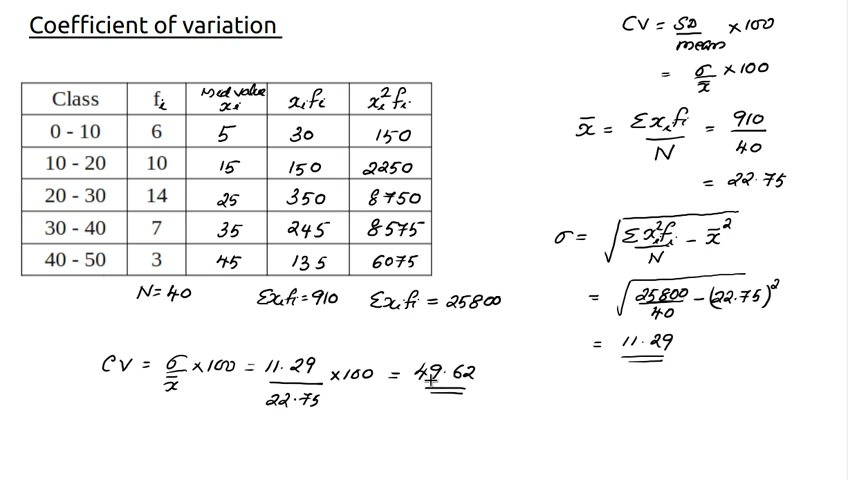 Coefficient of variation
CV = SD/mean × 100
= σ/x̄ × 100
Class fi Mid value xi xifi xi²fi
0 - 10 6 5 30 150
10 - 20 10 15 150 2250
20 - 30 14 25 350 8750
30 - 40 7 35 245 8575
40 - 50 3 45 135 6075
N = 40 Σxifi = 910 Σxifi = 25800
x̄ = Σxifi/N = 910/40
= 22.75
σ = √(Σxi²fi/N - x̄²)
= √(25800/40 - (22.75)²)
= 11.29
CV = σ/x̄ × 100 = 11.29/22.75 × 100 = 49.62